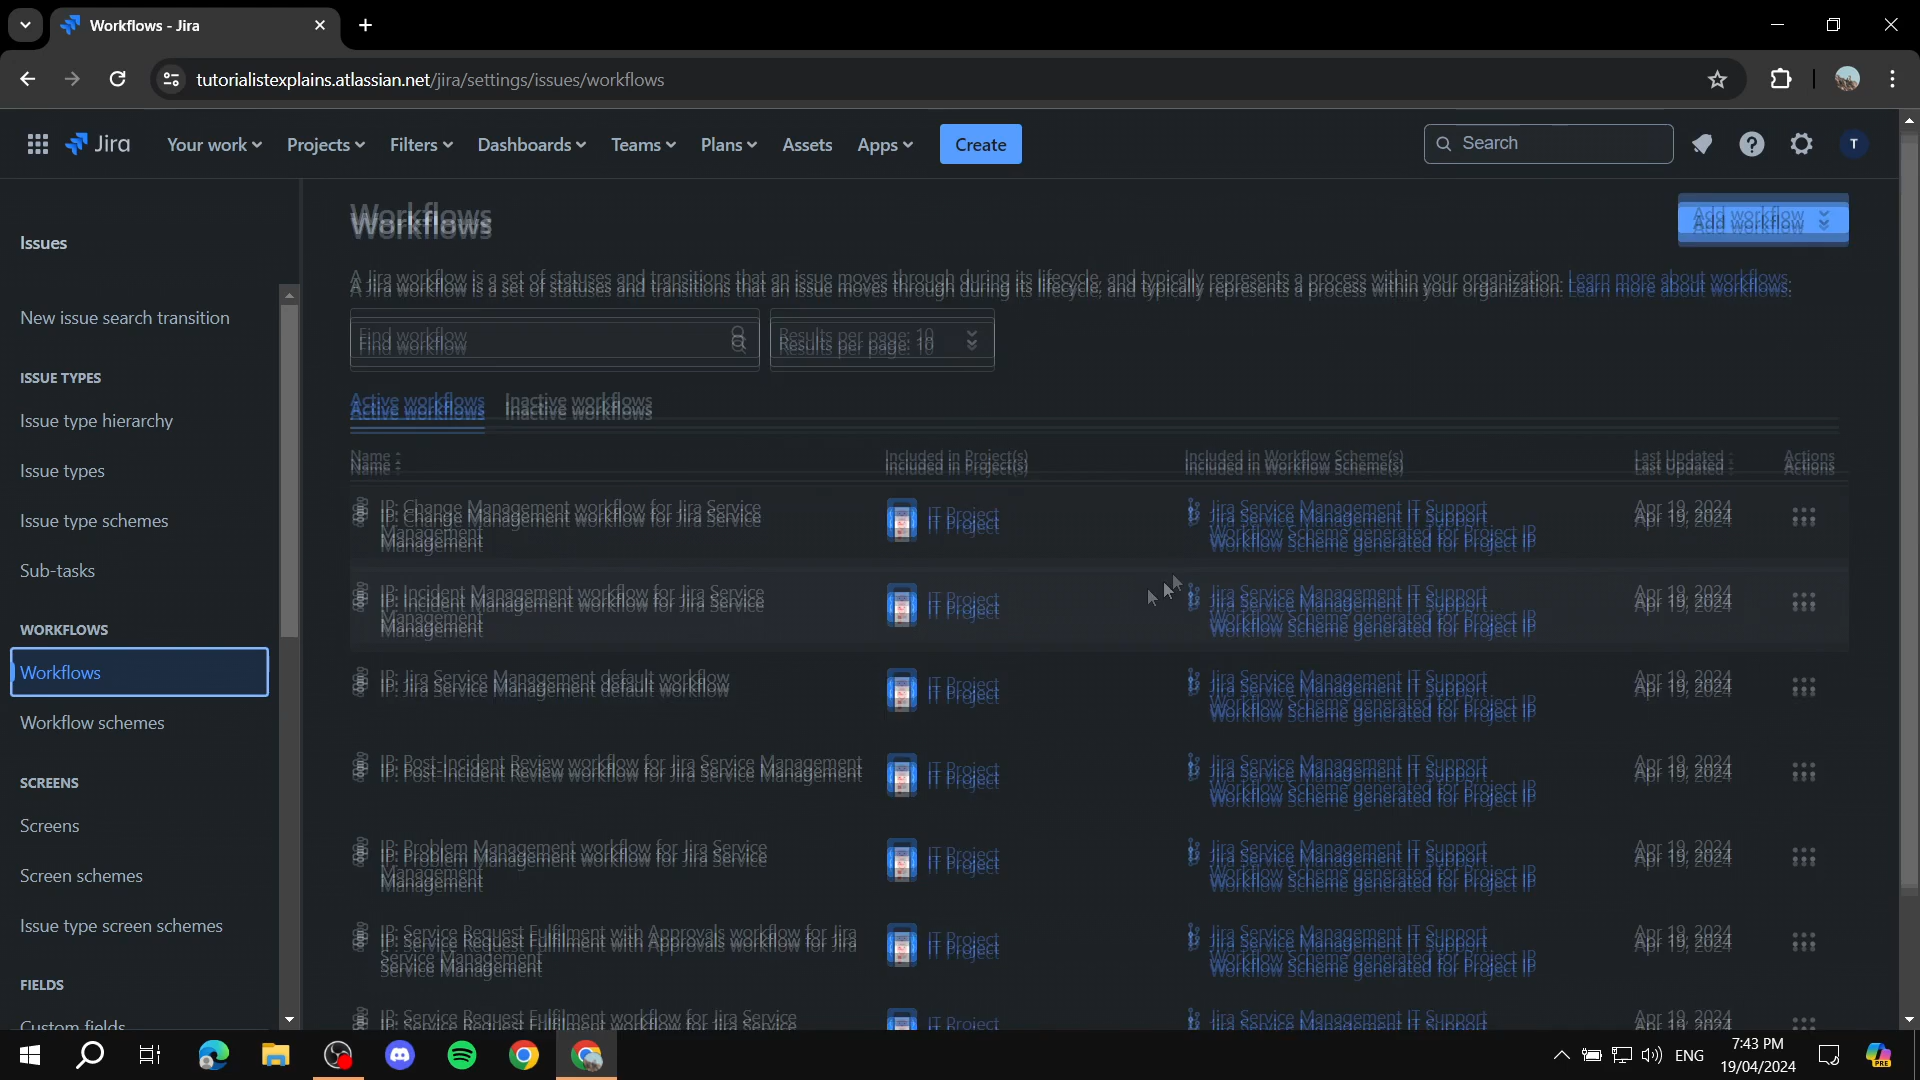 Workflows - Jira
tutorialistexplains.atlassian.net/jira/settings/issues/workflows
Jira
Your work
Projects
Filters
Dashboards
Teams
Plans
Assets
Apps
Create
Search
T
Issues
New issue search transition
ISSUE TYPES
Issue type hierarchy
Issue types
Issue type schemes
Sub-tasks
WORKFLOWS
Workflows
Workflow schemes
SCREENS
Screens
Screen schemes
Issue type screen schemes
FIELDS
Custom fields
Workflows
Add workflow
A Jira workflow is a set of statuses and transitions that an issue moves through during its lifecycle, and typically represents a process within your organization. Learn more about workflows.
Find workflow
Results per page: 10
Active workflows
Inactive workflows
Name
Included in Project(s)
Included in Workflow Scheme(s)
Last Updated
Actions
IP: Change Management workflow for Jira Service
Management
IT Project
Jira Service Management IT Support
Workflow Scheme generated for Project IP
Apr 19, 2024
IP: Incident Management workflow for Jira Service
Management
IT Project
Jira Service Management IT Support
Workflow Scheme generated for Project IP
Apr 19, 2024
IP: Jira Service Management default workflow
IT Project
Jira Service Management IT Support
Workflow Scheme generated for Project IP
Apr 19, 2024
IP: Post-Incident Review workflow for Jira Service Management
IT Project
Jira Service Management IT Support
Workflow Scheme generated for Project IP
Apr 19, 2024
IP: Problem Management workflow for Jira Service
Management
IT Project
Jira Service Management IT Support
Workflow Scheme generated for Project IP
Apr 19, 2024
IP: Service Request Fulfilment with Approvals workflow for Jira
Service Management
IT Project
Jira Service Management IT Support
Workflow Scheme generated for Project IP
Apr 19, 2024
IP: Service Request Fulfilment workflow for Jira Service
IT Project
Jira Service Management IT Support
Apr 19, 2024
ENG
7:43 PM
19/04/2024
PRE